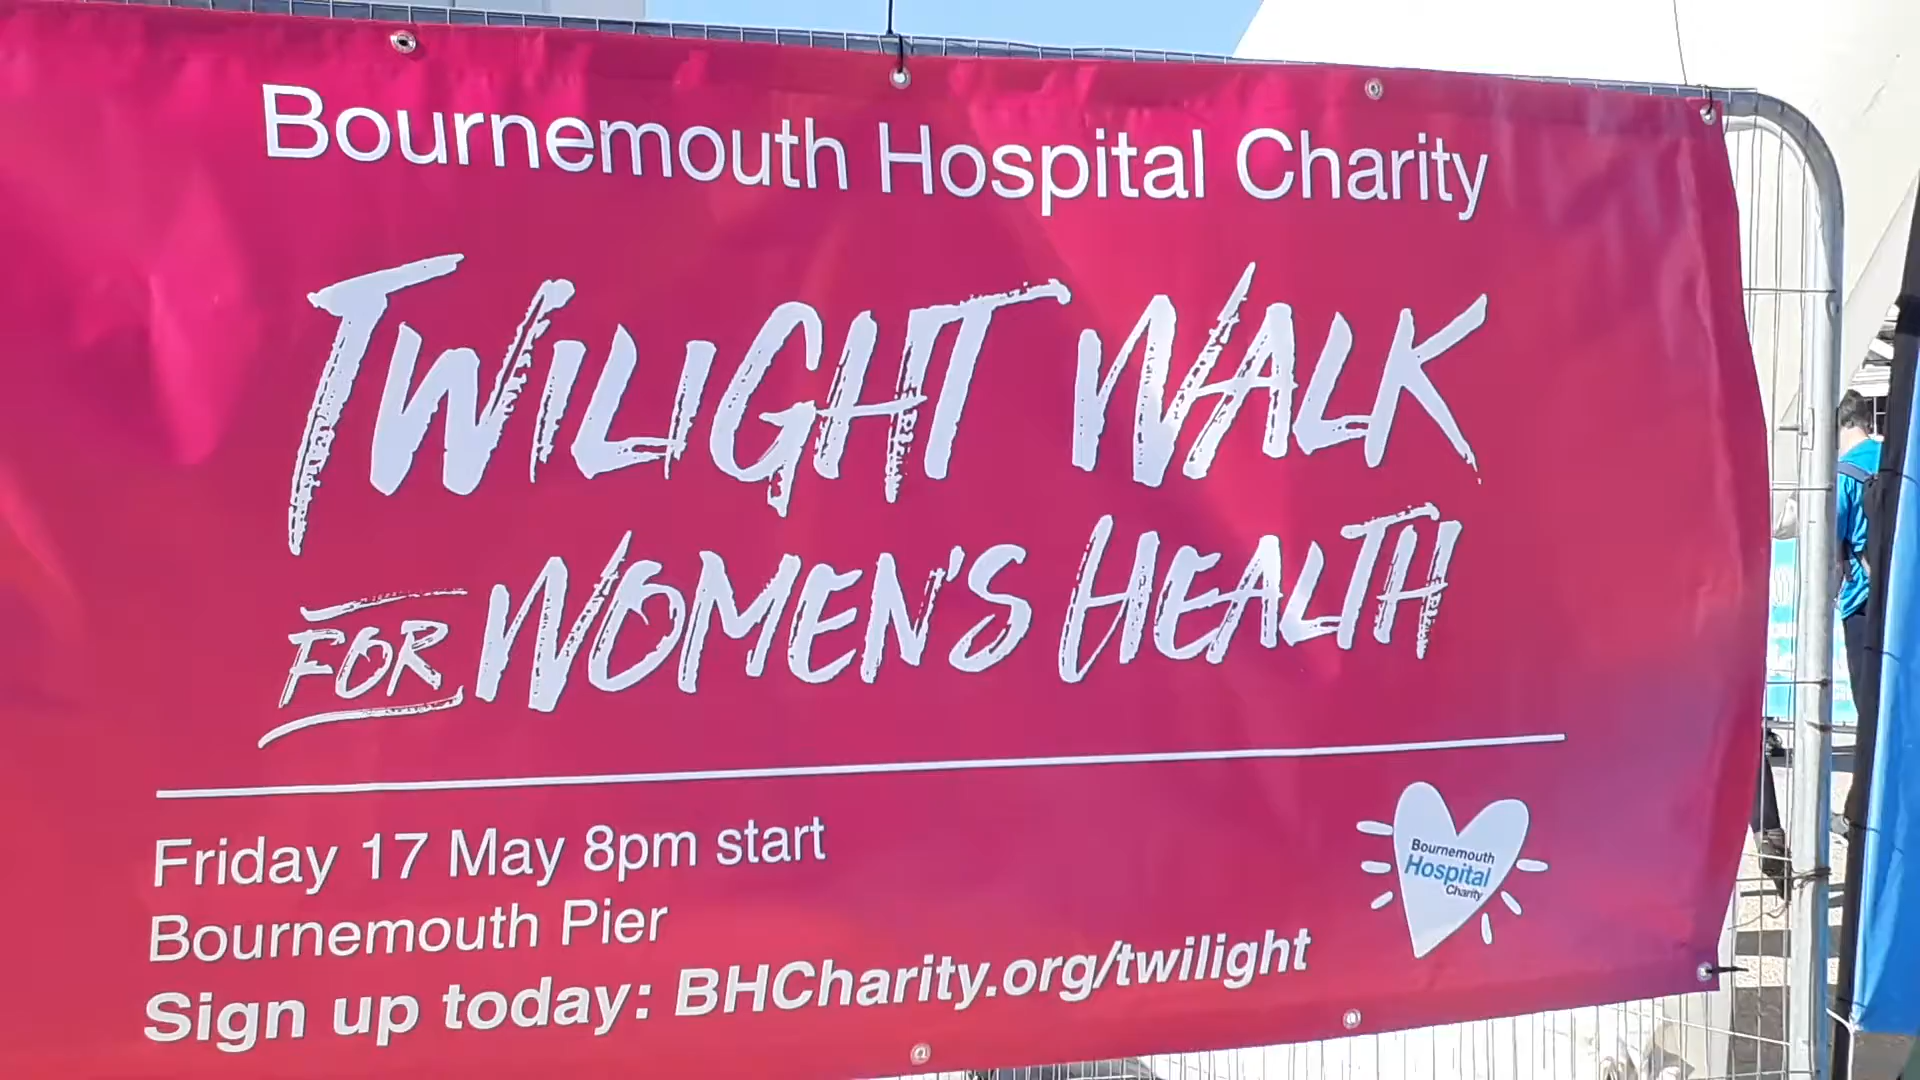 Bournemouth Hospital Charity
TWILIGHT WALK
FOR WOMEN'S HEALTH
Friday 17 May 8pm start
Bournemouth Pier
Sign up today: BHCharity.org/twilight
Bournemouth
Hospital
Charity